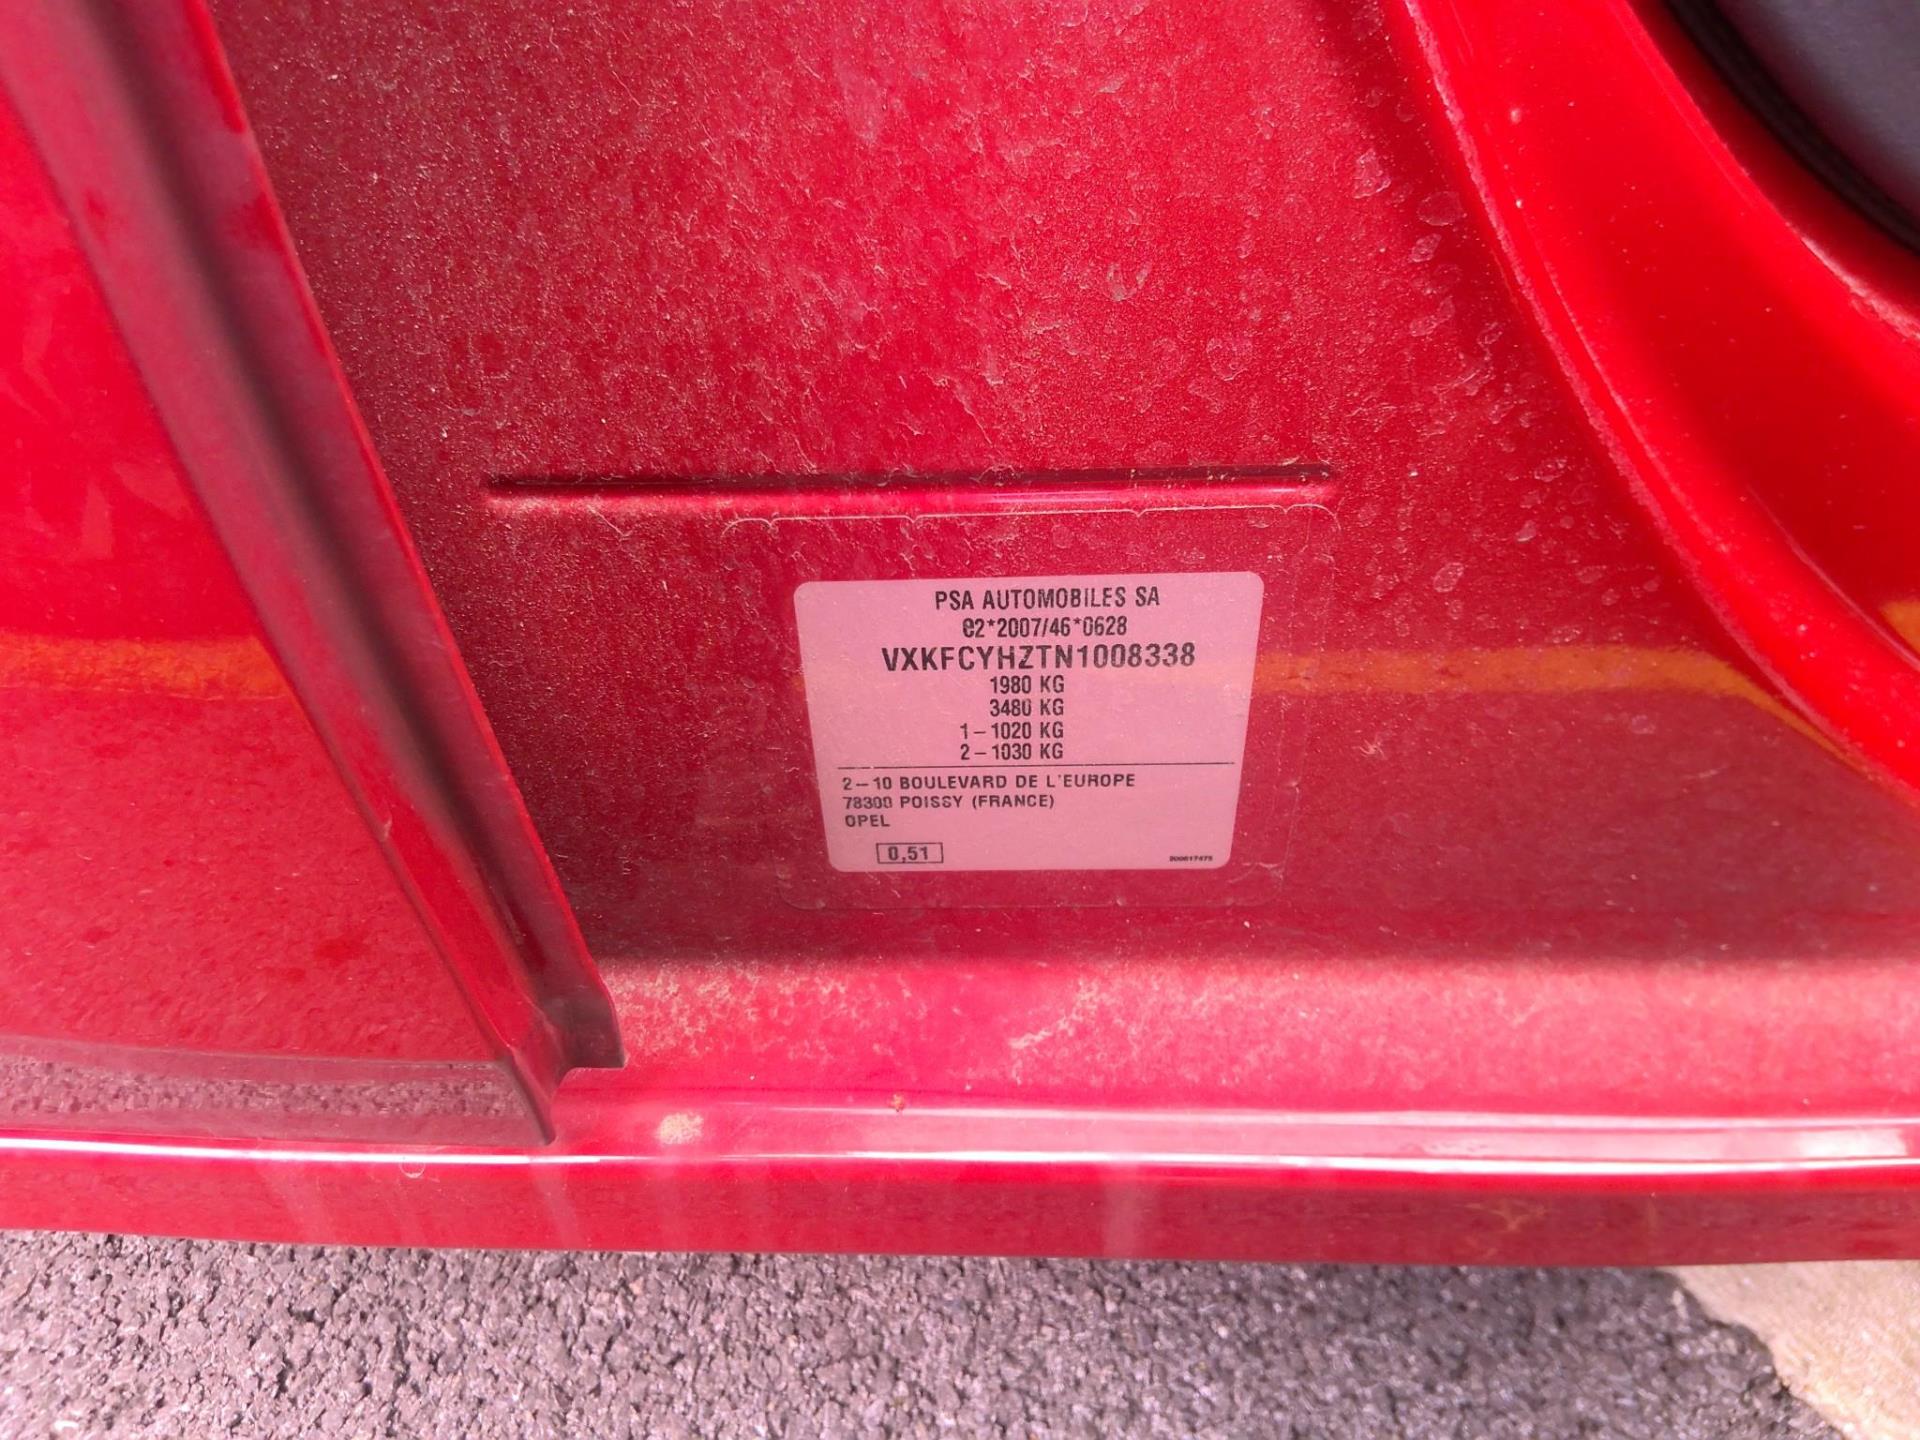 PSA AUTOMOBILES SA
e2*2007/46*0628
VXKFCYHZTN1008338
1980 KG
3480 KG
1-1020 KG
2-1030 KG
2-10 BOULEVARD DE L'EUROPE
78300 POISSY (FRANCE)
OPEL
0,51